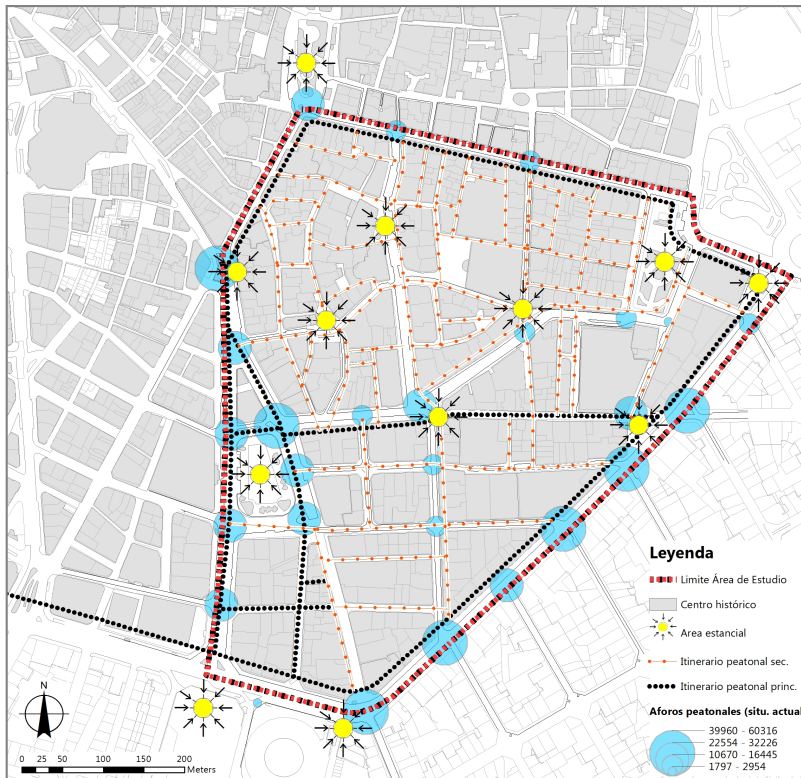 Leyenda
Limite Área de Estudio
Centro histórico
Area estancial
Itinerario peatonal sec.
Itinerario peatonal princ.
Aforos peatonales (situ. actual
39960 - 60316
22554 - 32226
10670 - 16445
1797 - 2954
N
0 25 50 100 150 200
Meters